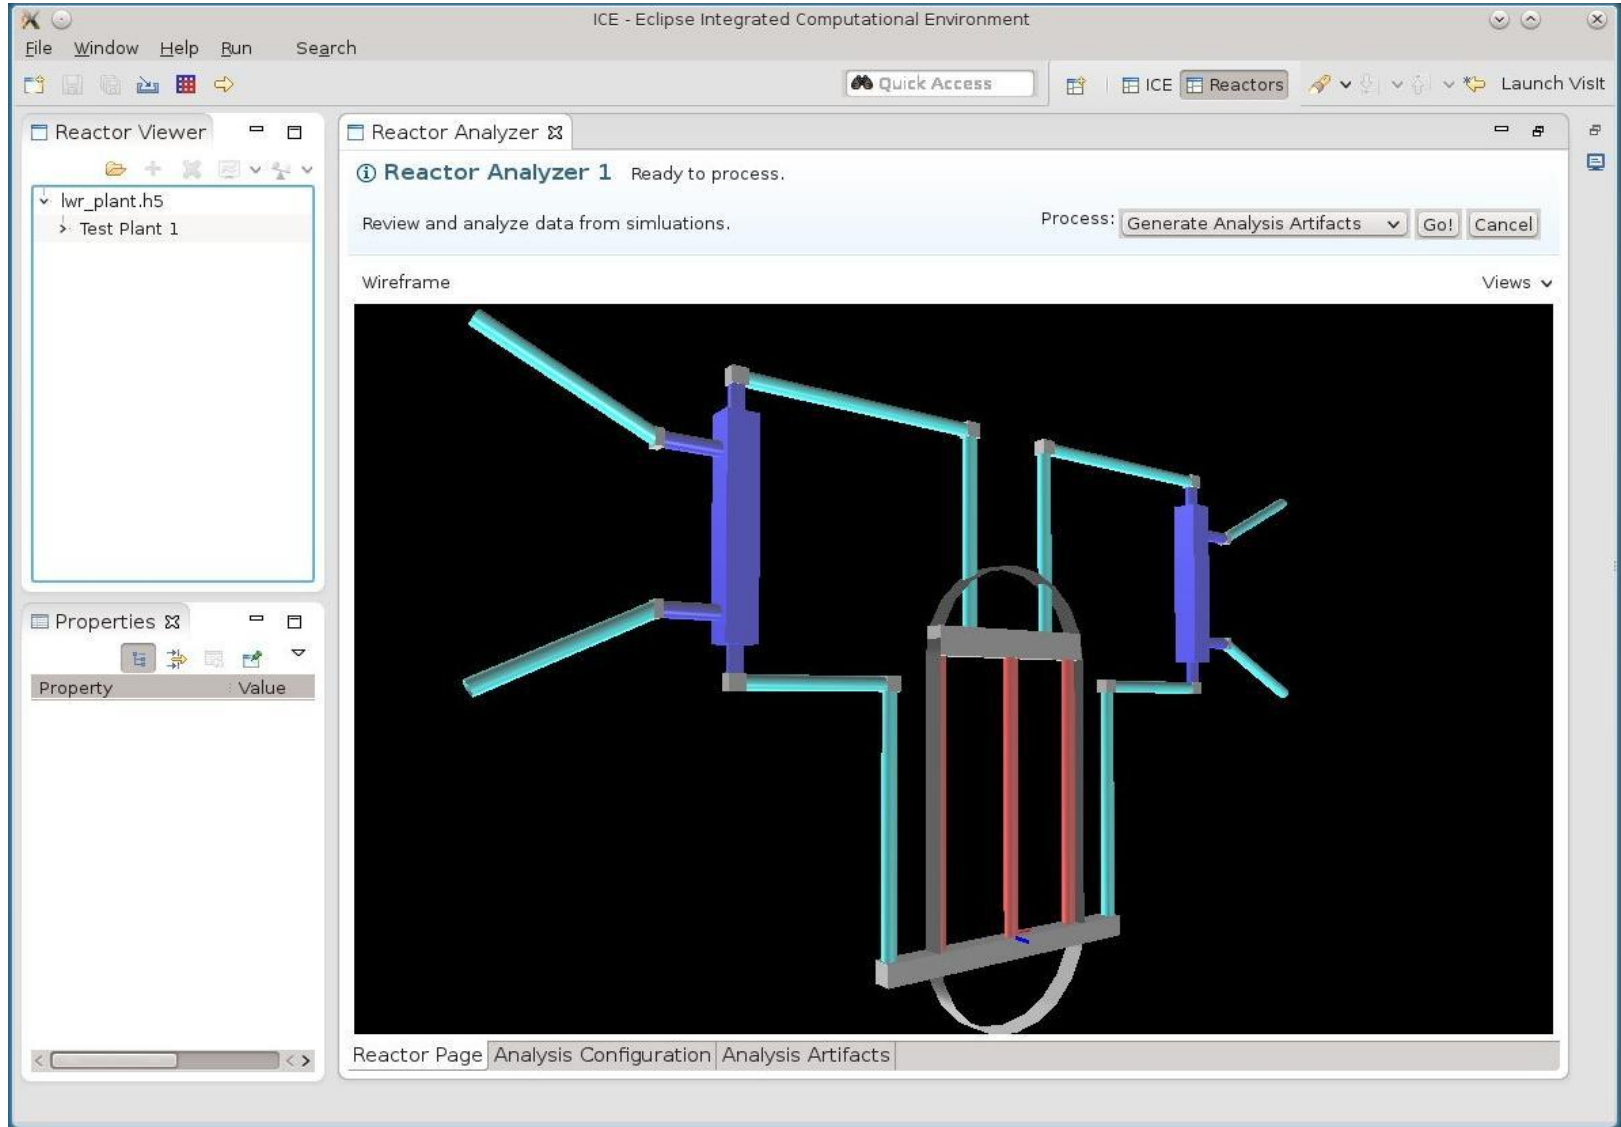 ICE - Eclipse Integrated Computational Environment
File Window Help Run Search
Quick Access ICE Reactors Launch VisIt
Reactor Viewer
lwr_plant.h5
Test Plant 1
Properties
Property Value
Reactor Analyzer
Reactor Analyzer 1 Ready to process.
Review and analyze data from simluations.
Process: Generate Analysis Artifacts Go! Cancel
Wireframe Views
Reactor Page Analysis Configuration Analysis Artifacts